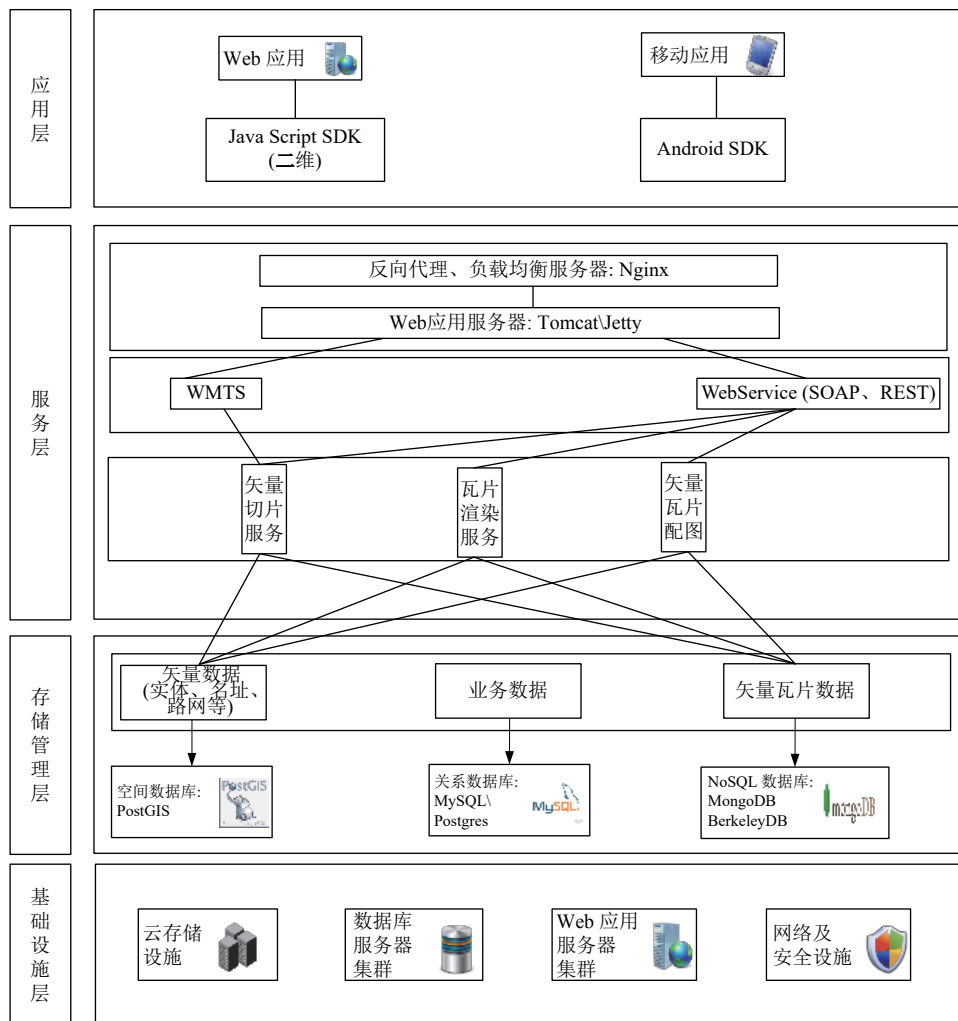 应用层
Web 应用
移动应用
Java Script SDK
(二维)
Android SDK
服务层
反向代理、负载均衡服务器: Nginx
Web应用服务器: Tomcat\Jetty
WMTS
WebService (SOAP、REST)
矢量
切片
服务
瓦片
渲染
服务
矢量
瓦片
配图
存储管理层
矢量数据
(实体、名址、
路网等)
业务数据
矢量瓦片数据
空间数据库:
PostGIS
PostGIS
关系数据库:
MySQL\
Postgres
MySQL
NoSQL 数据库:
MongoDB
BerkeleyDB
mongoDB
基础设施层
云存储
设施
数据库
服务器
集群
Web 应用
服务器
集群
网络及
安全设施